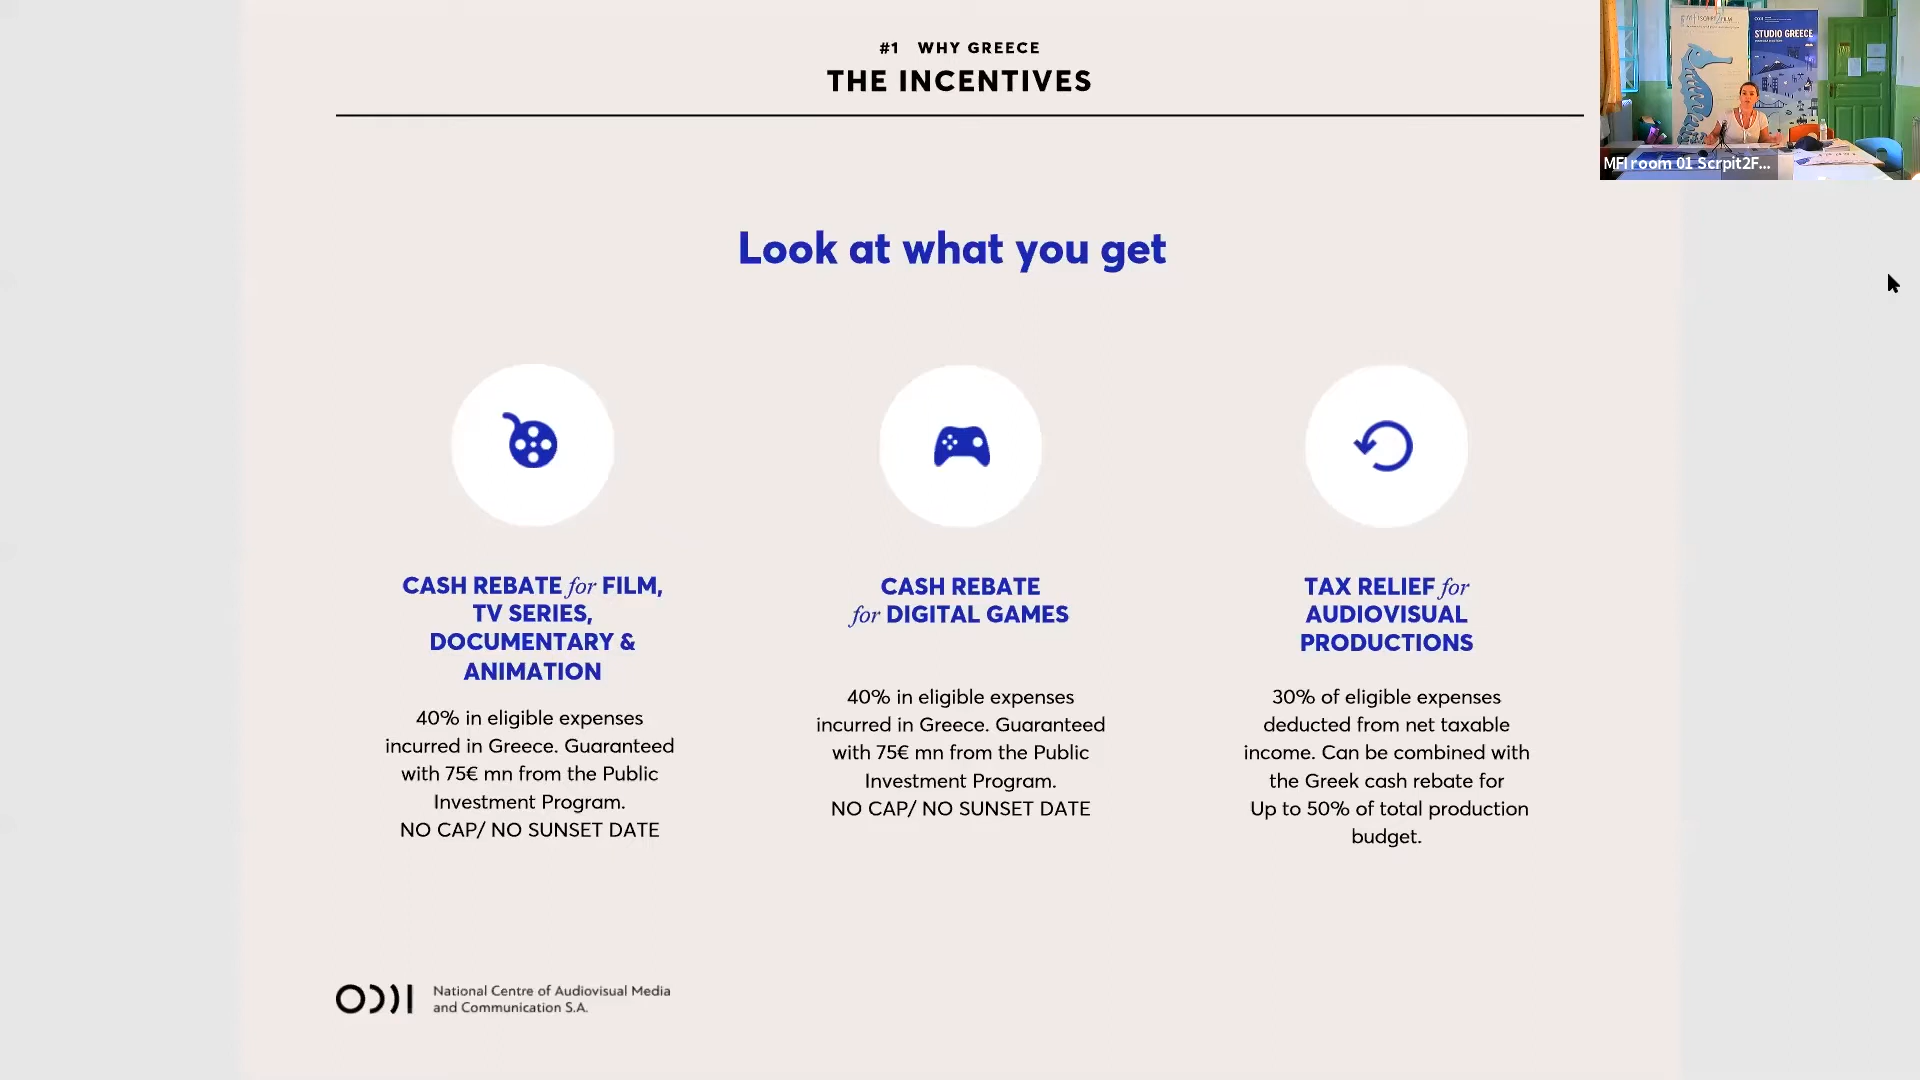 #1 WHY GREECE
THE INCENTIVES
Look at what you get
CASH REBATE for FILM,
TV SERIES,
DOCUMENTARY &
ANIMATION
40% in eligible expenses
incurred in Greece. Guaranteed
with 75€ mn from the Public
Investment Program.
NO CAP/ NO SUNSET DATE
CASH REBATE
for DIGITAL GAMES
40% in eligible expenses
incurred in Greece. Guaranteed
with 75€ mn from the Public
Investment Program.
NO CAP/ NO SUNSET DATE
TAX RELIEF for
AUDIOVISUAL
PRODUCTIONS
30% of eligible expenses
deducted from net taxable
income. Can be combined with
the Greek cash rebate for
Up to 50% of total production
budget.
National Centre of Audiovisual Media
and Communication S.A.
STUDIO GREECE
MFI room 01 Scrpit2F...